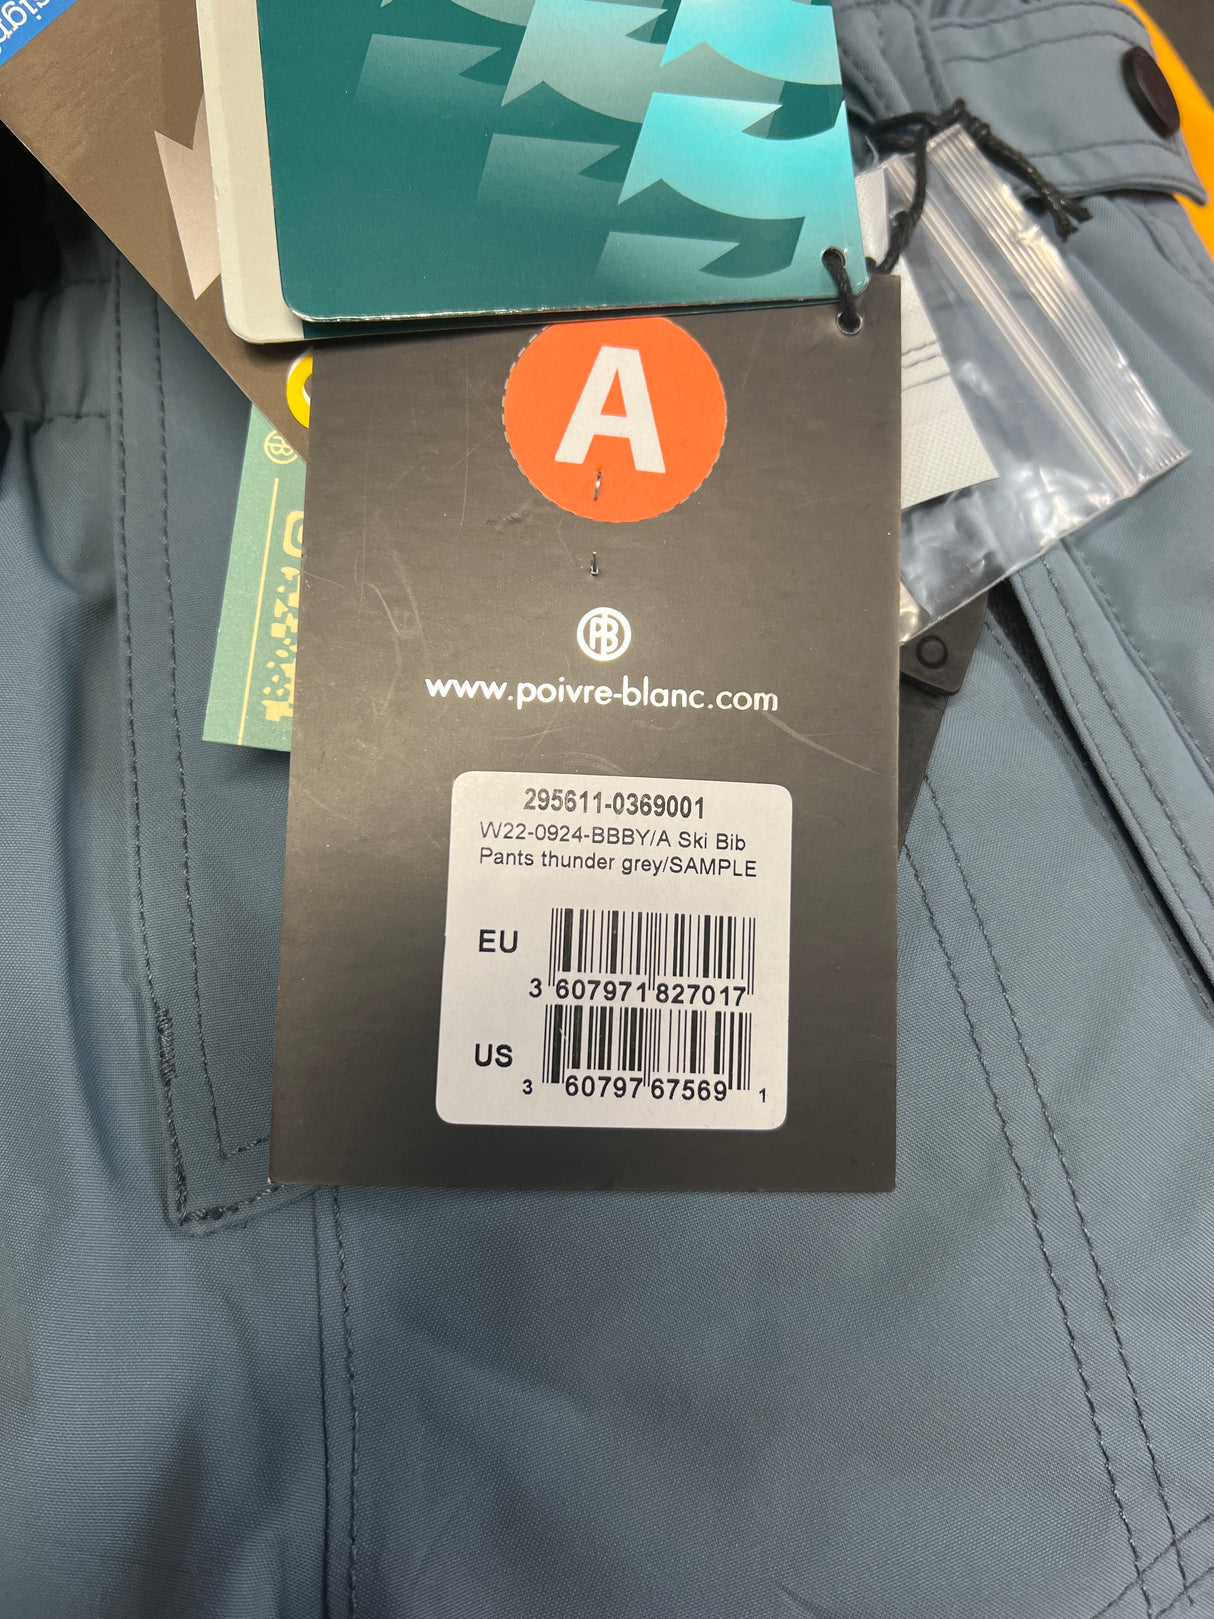 A
PB
www.poivre-blanc.com
295611-0369001
W22-0924-BBBY/A Ski Bib
Pants thunder grey/SAMPLE
EU
3 607971 827017
US
3 60797 67569 1